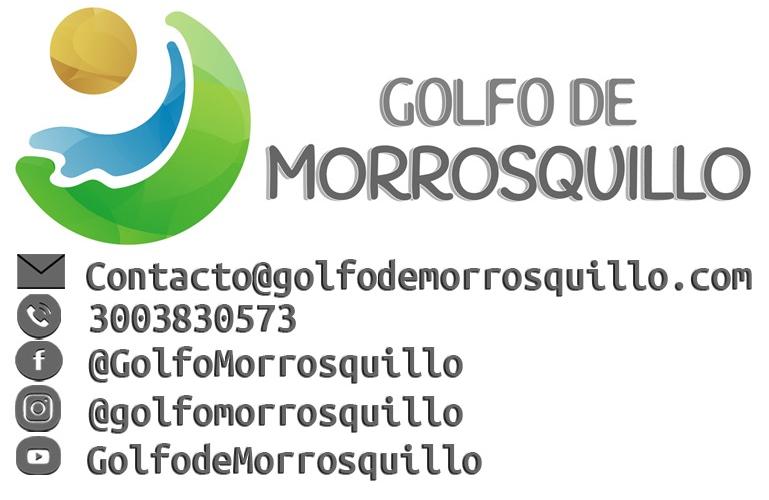 GOLFO DE
MORROSQUILLO
Contacto@golfodemorrosquillo.com
3003830573
@GolfoMorrosquillo
@golfomorrosquillo
GolfodeMorrosquillo